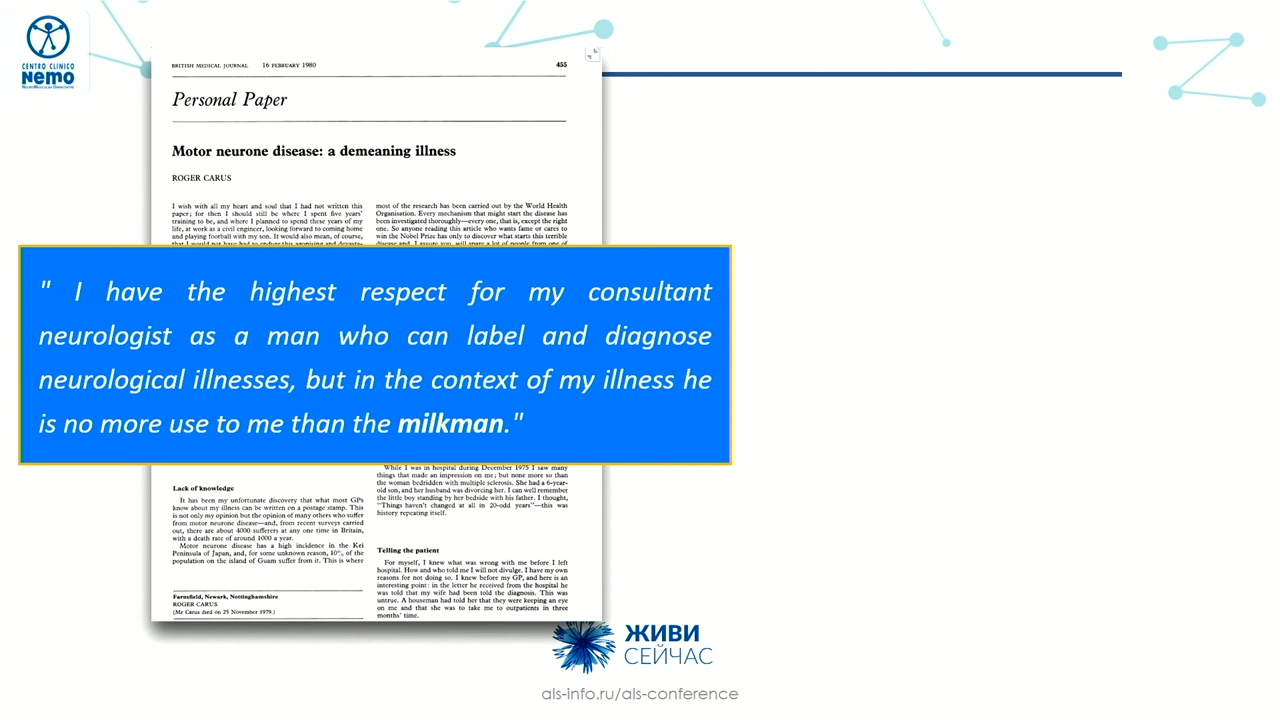 CENTRO CLINICO
NeMO
NeuroMuscular Omnicentre
BRITISH MEDICAL JOURNAL 16 FEBRUARY 1980 455
Personal Paper
Motor neurone disease: a demeaning illness
ROGER CARUS
I wish with all my heart and soul that I had not written this
paper; for then I should still be where I spent five years'
training to be, and where I planned to spend these years of my
life, at work as a civil engineer, looking forward to coming home
and playing football with my son. It would also mean, of course,
most of the research has been carried out by the World Health
Organisation. Every mechanism that might start the disease has
been investigated thoroughly—every one, that is, except the right
one. So anyone reading this article who wants fame or cares to
win the Nobel Prize has only to discover what starts this terrible
" I have the highest respect for my consultant
neurologist as a man who can label and diagnose
neurological illnesses, but in the context of my illness he
is no more use to me than the milkman."
Lack of knowledge
It has been my unfortunate discovery that what most GPs
know about my illness can be written on a postage stamp. This
is not only my opinion but the opinion of many others who suffer
from motor neurone disease—and, from recent surveys carried
out, there are about 4000 sufferers at any one time in Britain,
with a death rate of around 1000 a year.
Motor neurone disease has a high incidence in the Kei
Peninsula of Japan, and, for some unknown reason, 10% of the
population on the island of Guam suffer from it. This is where
Farnsfield, Newark, Nottinghamshire
ROGER CARUS
(Mr Carus died on 25 November 1979.)
While I was in hospital during December 1975 I saw many
things that made an impression on me; but none more so than
the woman bedridden with multiple sclerosis. She had a 6-year-
old son, and her husband was divorcing her. I can well remember
the little boy standing by her bedside with his father. I thought,
"Things haven't changed at all in 20-odd years"—this was
history repeating itself.
Telling the patient
For myself, I knew what was wrong with me before I left
hospital. How and who told me I will not divulge. I have my own
reasons for not doing so. I knew before my GP, and here is an
interesting point: in the letter he received from the hospital he
was told that my wife had been told the diagnosis. This was
untrue. A houseman had told her that they were keeping an eye
on me and that she was to take me to outpatients in three
months' time.
ЖИВИ
СЕЙЧАС
als-info.ru/als-conference